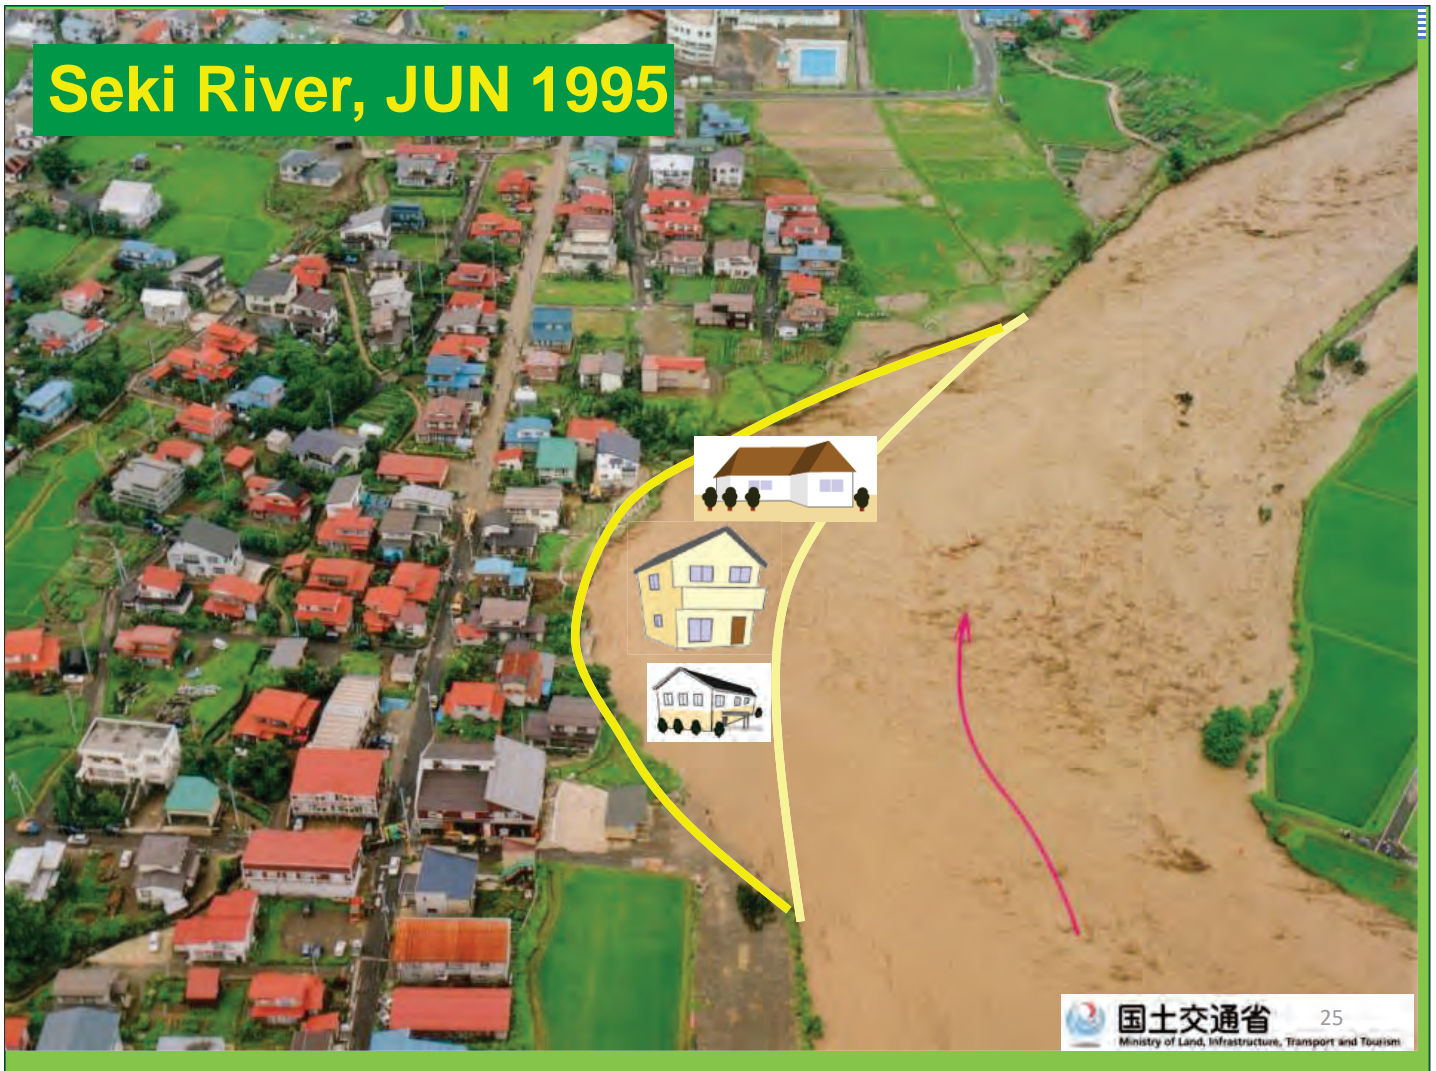 Seki River, JUN 1995
国土交通省
25
Ministry of Land, Infrastructure, Transport and Tourism